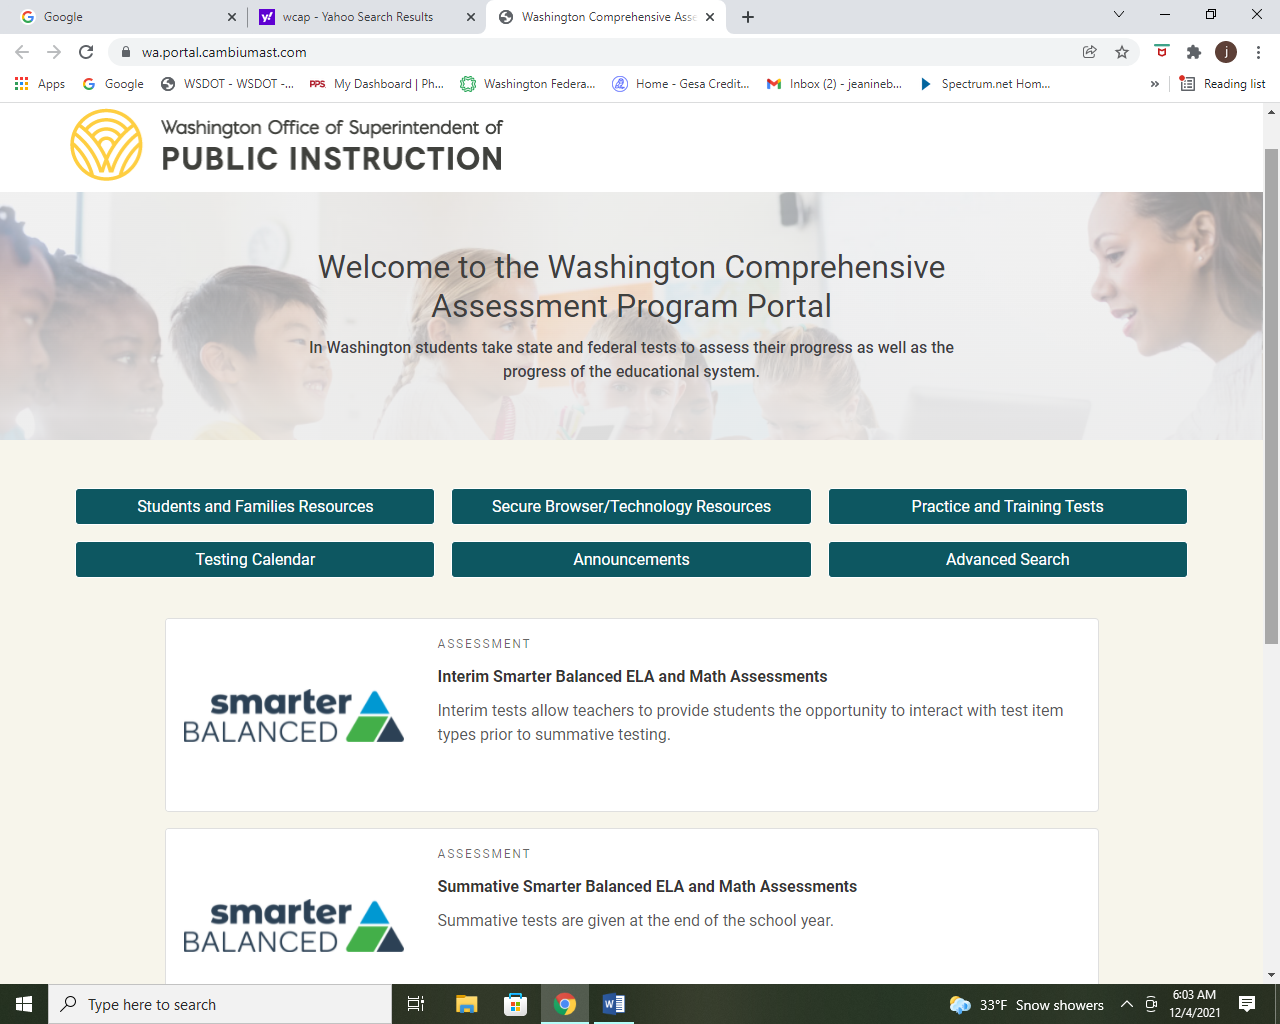 Google
wcap - Yahoo Search Results
Washington Comprehensive Asse
wa.portal.cambiumast.com
j
Apps
Google
WSDOT - WSDOT -...
PPS
My Dashboard | Ph...
Washington Federa...
Home - Gesa Credit...
Inbox (2) - jeanineb...
Spectrum.net Hom...
»
Reading list
Washington Office of Superintendent of
PUBLIC INSTRUCTION
Welcome to the Washington Comprehensive
Assessment Program Portal
In Washington students take state and federal tests to assess their progress as well as the
progress of the educational system.
Students and Families Resources
Secure Browser/Technology Resources
Practice and Training Tests
Testing Calendar
Announcements
Advanced Search
ASSESSMENT
Interim Smarter Balanced ELA and Math Assessments
Interim tests allow teachers to provide students the opportunity to interact with test item
types prior to summative testing.
smarter
BALANCED
ASSESSMENT
Summative Smarter Balanced ELA and Math Assessments
Summative tests are given at the end of the school year.
smarter
BALANCED
Type here to search
33°F Snow showers
6:03 AM
12/4/2021